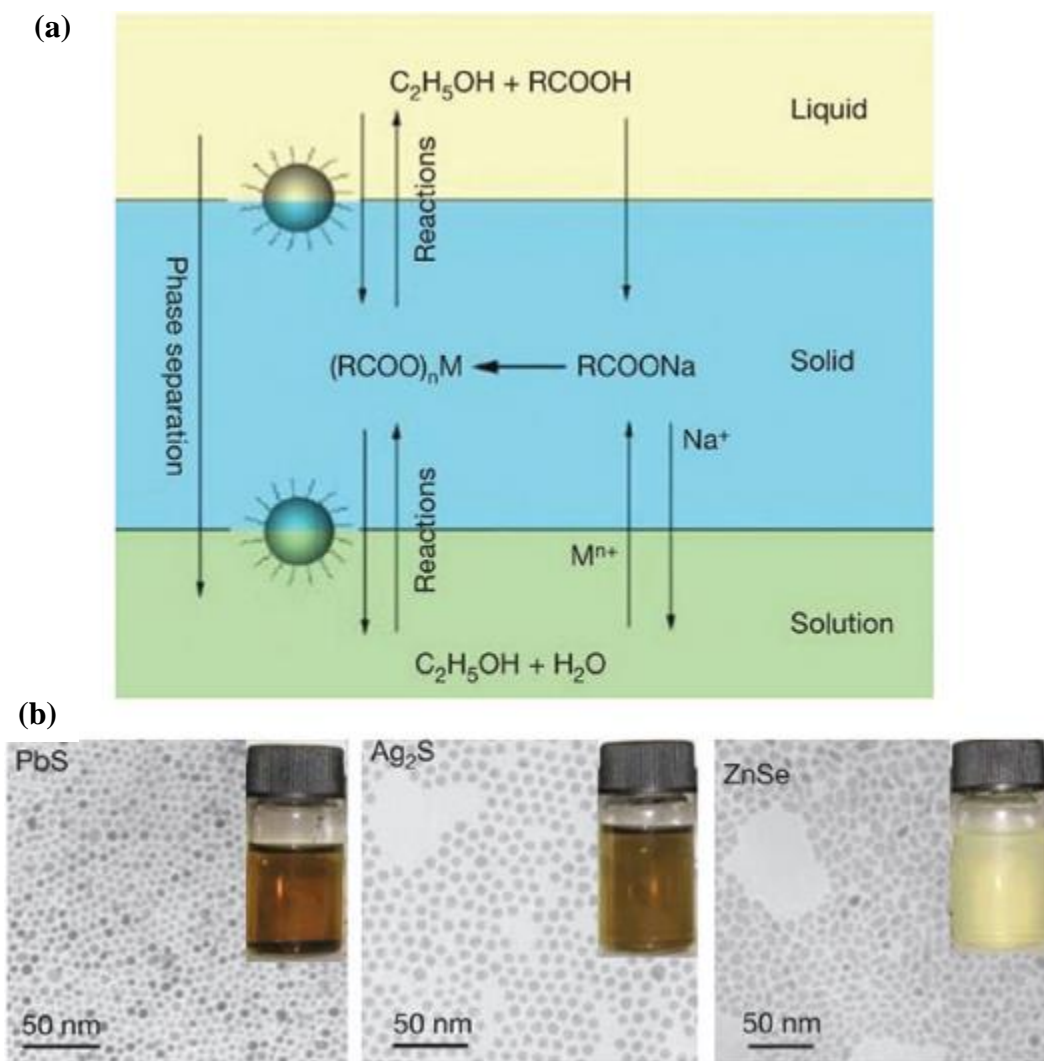 (a)
C₂H₅OH + RCOOH
Liquid
Reactions
Phase separation
(RCOO)ₙM
RCOONa
Solid
Na⁺
Reactions
Mⁿ⁺
Solution
C₂H₅OH + H₂O
(b)
PbS
Ag₂S
ZnSe
50 nm
50 nm
50 nm